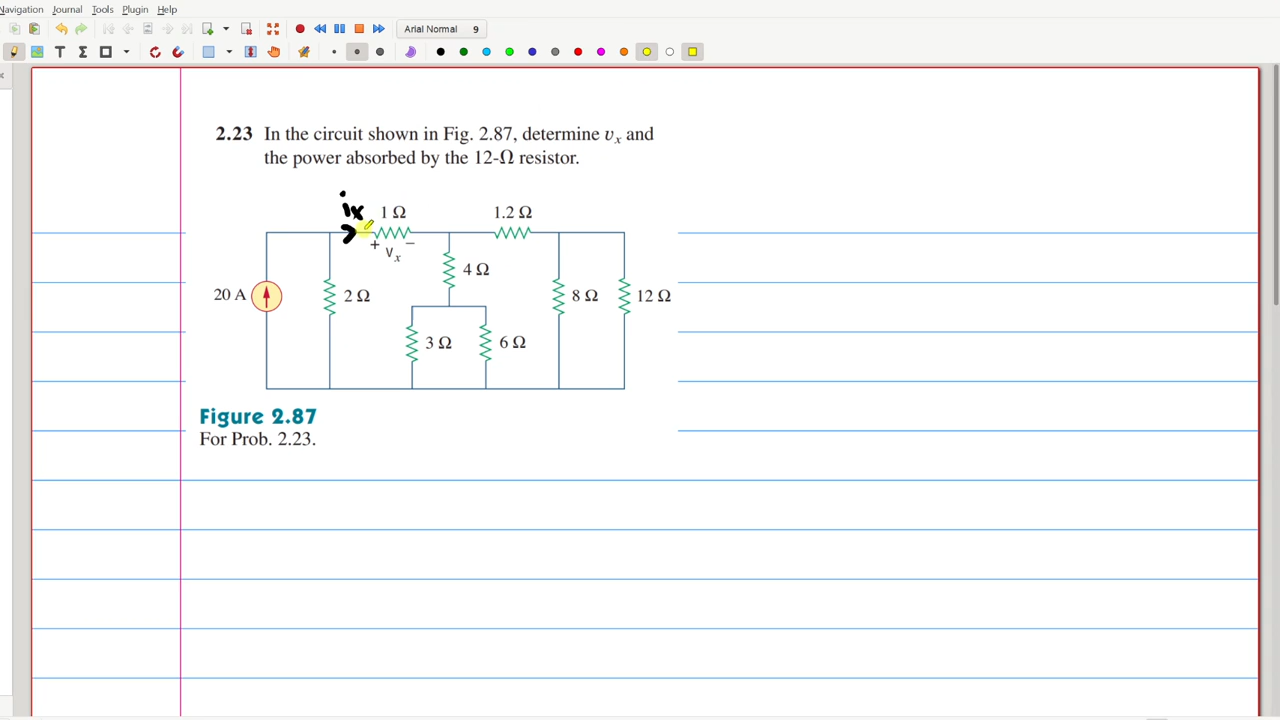 Navigation Journal Tools Plugin Help
Arial Normal 9
2.23 In the circuit shown in Fig. 2.87, determine vₓ and
the power absorbed by the 12-Ω resistor.
ix
1 Ω 1.2 Ω
+ vₓ −
4 Ω
20 A 2 Ω 8 Ω 12 Ω
3 Ω 6 Ω
Figure 2.87
For Prob. 2.23.